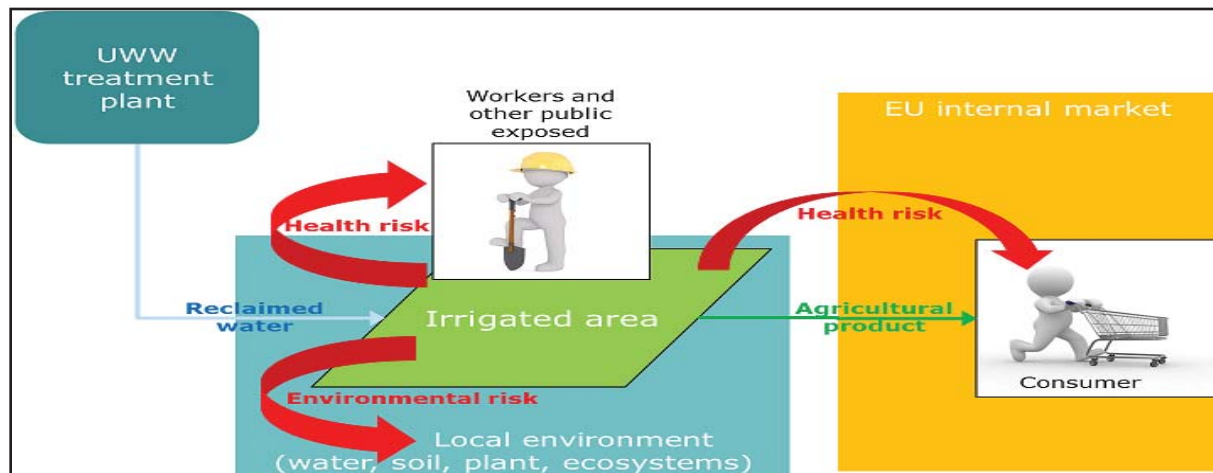 UWW
treatment
plant
Workers and
other public
exposed
EU internal market
Health risk
Health risk
Reclaimed
water
Irrigated area
Agricultural
product
Consumer
Environmental risk
Local environment
(water, soil, plant, ecosystems)